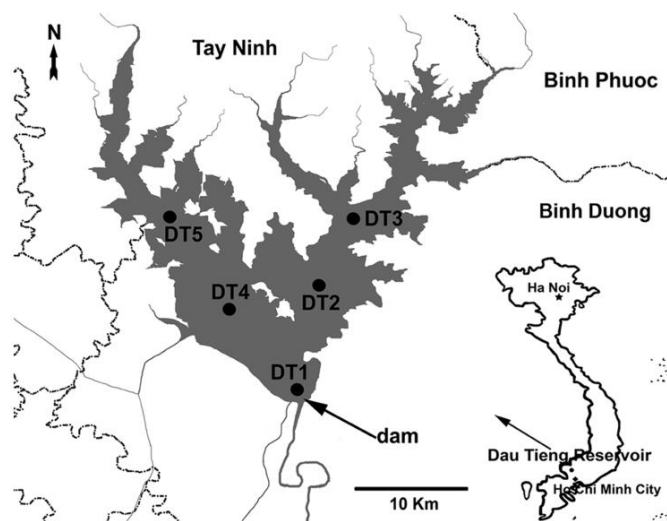 N
Tay Ninh
Binh Phuoc
Binh Duong
DT5
DT3
DT4
DT2
DT1
dam
10 Km
Ha Noi
Dau Tieng Reservoir
Ho Chi Minh City